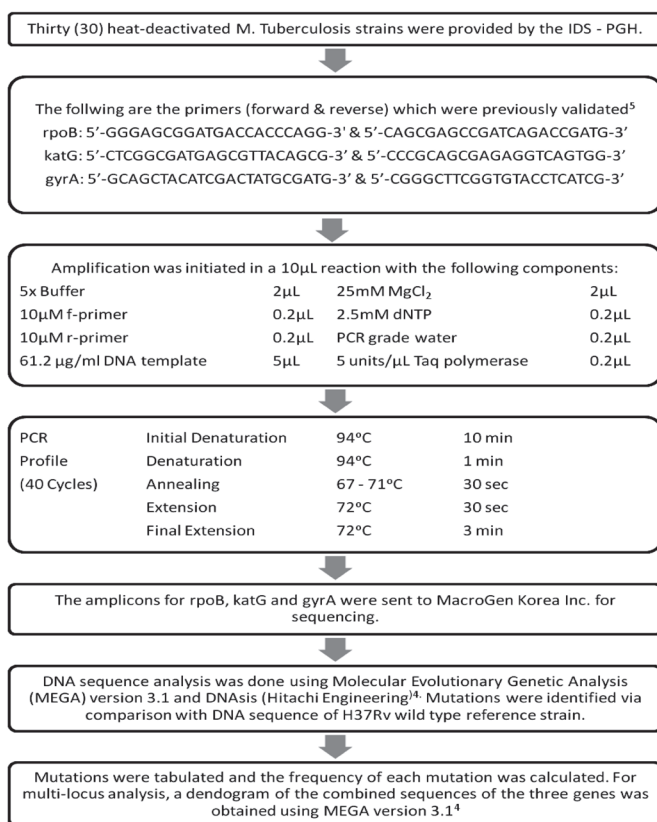 Thirty (30) heat-deactivated M. Tuberculosis strains were provided by the IDS - PGH.
The follwing are the primers (forward & reverse) which were previously validated⁵
rpoB: 5’-GGGAGCGGATGACCACCCAGG-3' & 5’-CAGCGAGCCGATCAGACCGATG-3’
katG: 5’-CTCGGCGATGAGCGTTACAGCG-3’ & 5’-CCCGCAGCGAGAGGTCAGTGG-3’
gyrA: 5’-GCAGCTACATCGACTATGCGATG-3’ & 5’-CGGGCTTCGGTGTACCTCATCG-3’
Amplification was initiated in a 10µL reaction with the following components:
5x Buffer 2µL 25mM MgCl₂ 2µL
10µM f-primer 0.2µL 2.5mM dNTP 0.2µL
10µM r-primer 0.2µL PCR grade water 0.2µL
61.2 µg/ml DNA template 5µL 5 units/µL Taq polymerase 0.2µL
PCR Initial Denaturation 94ºC 10 min
Profile Denaturation 94ºC 1 min
(40 Cycles) Annealing 67 - 71ºC 30 sec
Extension 72ºC 30 sec
Final Extension 72ºC 3 min
The amplicons for rpoB, katG and gyrA were sent to MacroGen Korea Inc. for
sequencing.
DNA sequence analysis was done using Molecular Evolutionary Genetic Analysis
(MEGA) version 3.1 and DNAsis (Hitachi Engineering)⁴· Mutations were identified via
comparison with DNA sequence of H37Rv wild type reference strain.
Mutations were tabulated and the frequency of each mutation was calculated. For
multi-locus analysis, a dendogram of the combined sequences of the three genes was
obtained using MEGA version 3.1⁴